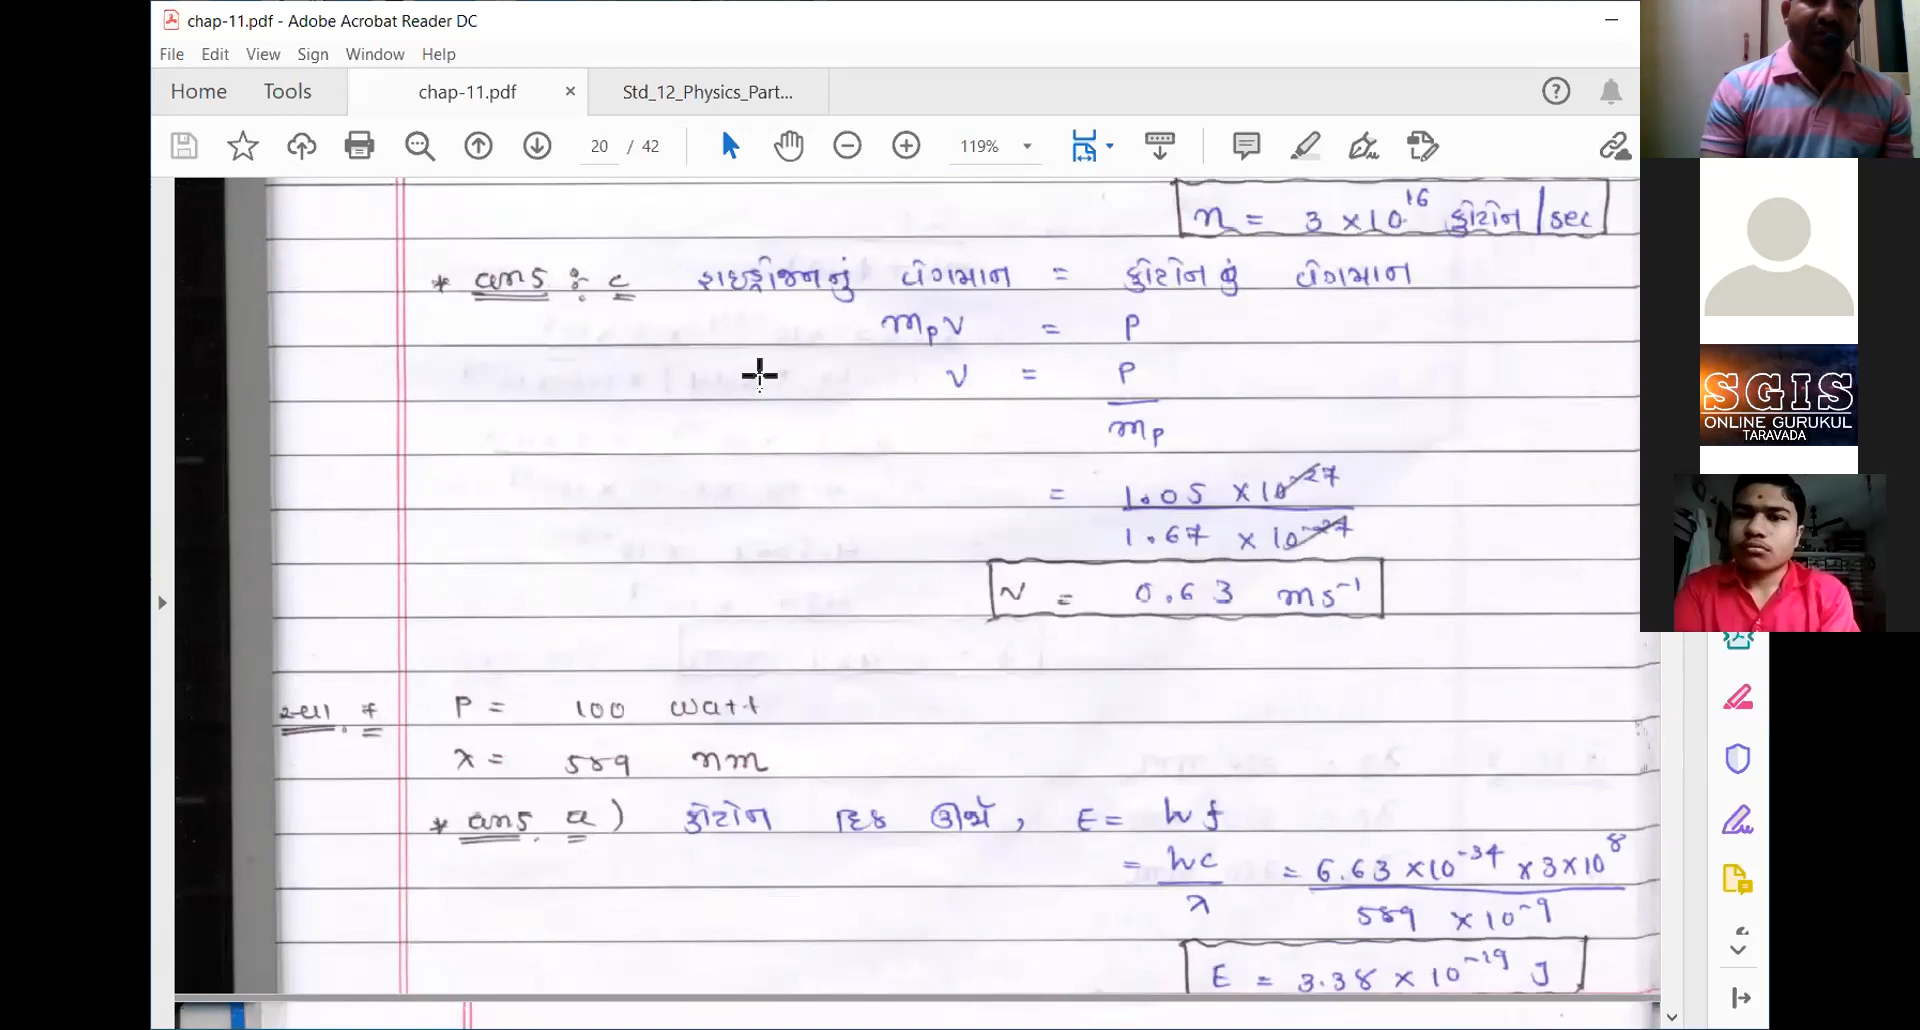 chap-11.pdf - Adobe Acrobat Reader DC
File Edit View Sign Window Help
Home Tools chap-11.pdf × Std_12_Physics_Part...
20 / 42 119%
n = 3 × 10^16 ફોટોન / sec
* ans : c હાઇડ્રોજનનું વેગમાન = ફોટોનનું વેગમાન
m_p v = P
v = P
m_p
= 1.05 × 10^-27
1.67 × 10^-27
v = 0.63 ms^-1
P = 100 watt
λ = 589 nm
* ans. a) ફોટોન દિઠ ઊર્જા, E = hf
= hc/λ = 6.63 × 10^-34 × 3 × 10^8
589 × 10^-9
E = 3.38 × 10^-19 J
SGIS
ONLINE GURUKUL
TARAVADA